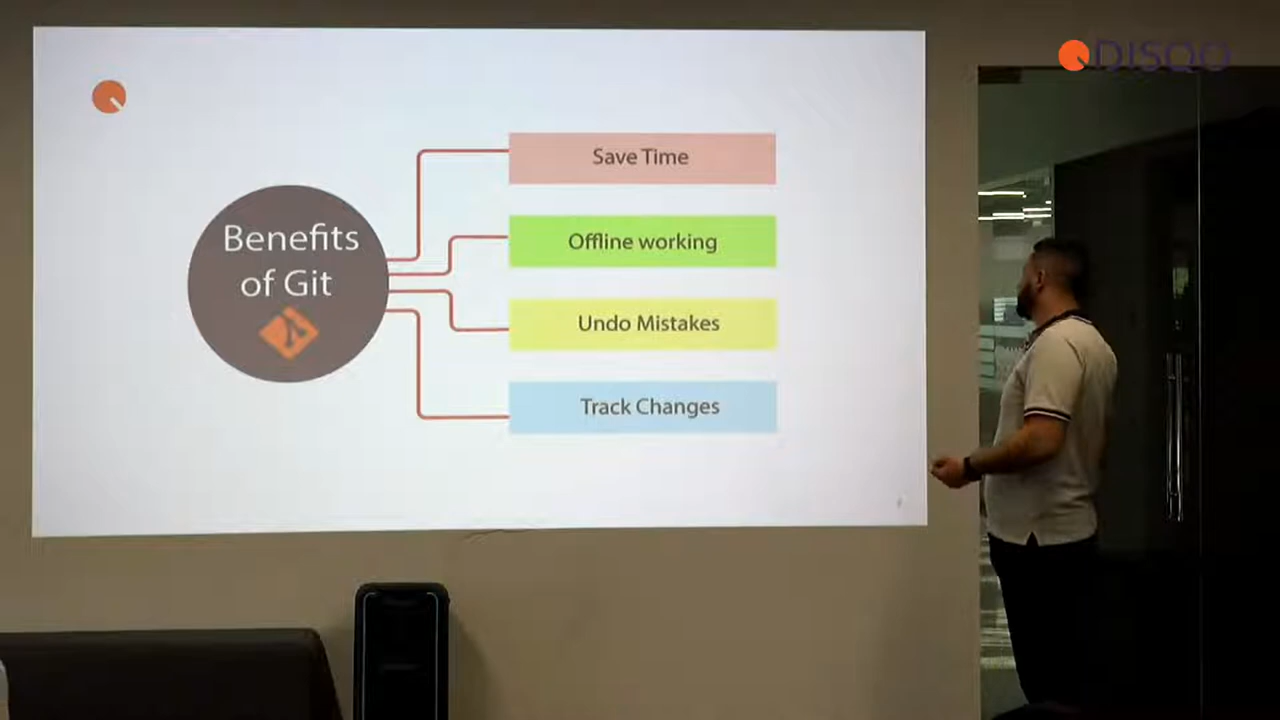 DISQO
Benefits
of Git
Save Time
Offline working
Undo Mistakes
Track Changes